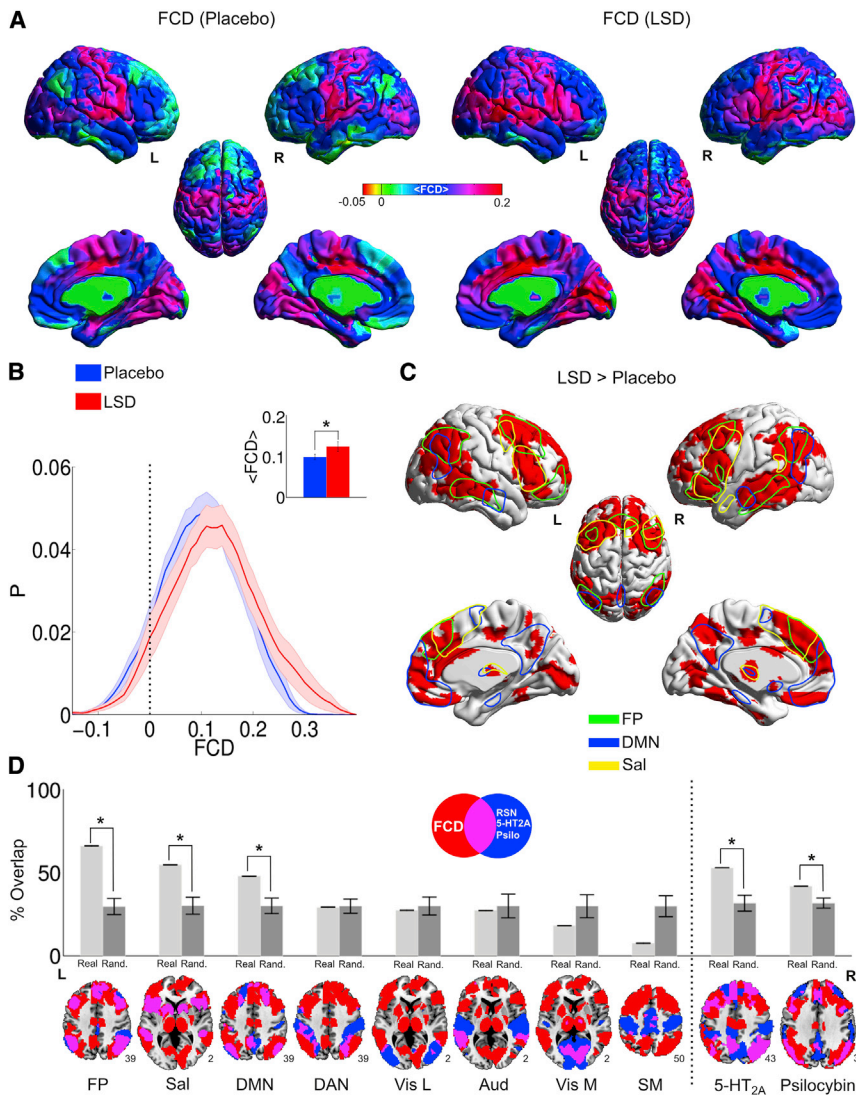 A
FCD (Placebo)
FCD (LSD)
L
R
L
R
<FCD>
-0.05
0
0.2
B
Placebo
LSD
<FCD>
0.2
0.1
0
*
0.06
0.04
0.02
0
P
−0.1
0
0.1
0.2
0.3
FCD
C
LSD > Placebo
L
R
FP
DMN
Sal
D
100
50
0
% Overlap
FCD
RSN
5-HT2A
Psilo
* * * * *
Real Rand. Real Rand. Real Rand. Real Rand. Real Rand. Real Rand. Real Rand. Real Rand. Real Rand. Real Rand.
L
R
39 2 39 39 2 2 2 50 43
FP Sal DMN DAN Vis L Aud Vis M SM 5-HT2A Psilocybin